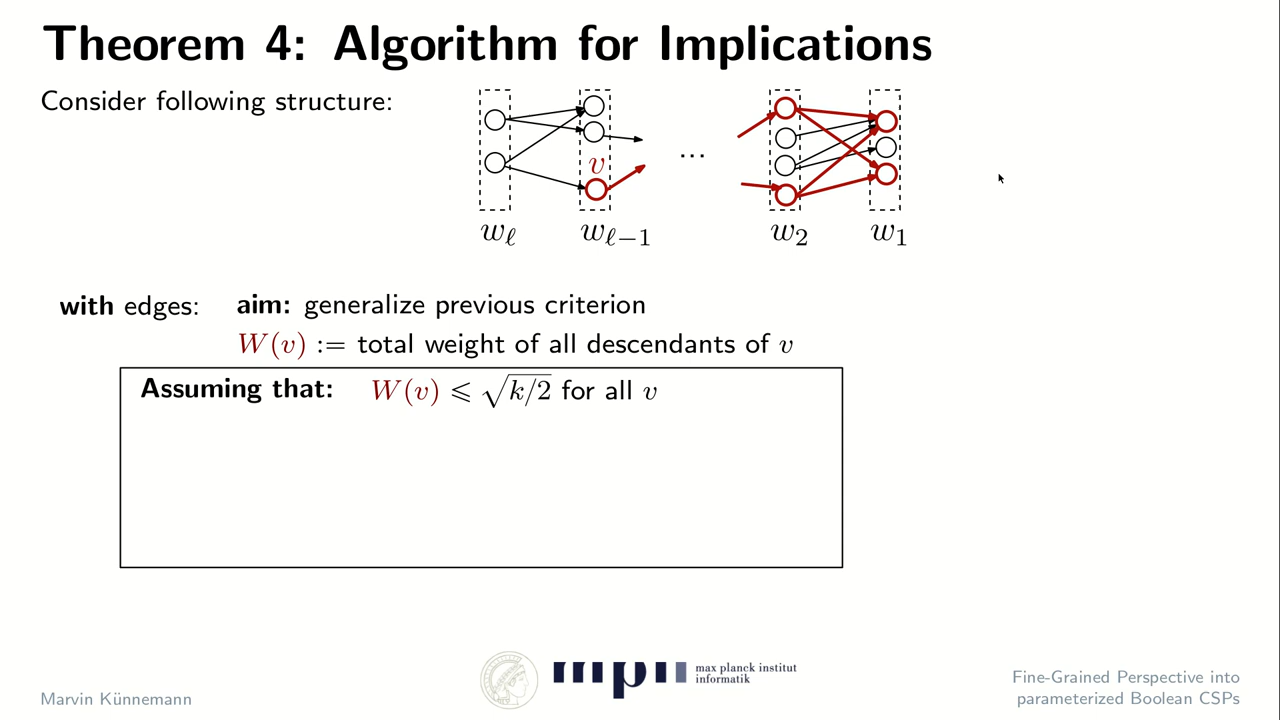 Theorem 4: Algorithm for Implications
Consider following structure:
v
...
w_ℓ w_{ℓ−1} w_2 w_1
with edges: aim: generalize previous criterion
W(v) := total weight of all descendants of v
Assuming that: W(v) ⩽ √(k/2) for all v
mpii max planck institut
informatik
Marvin Künnemann
Fine-Grained Perspective into
parameterized Boolean CSPs